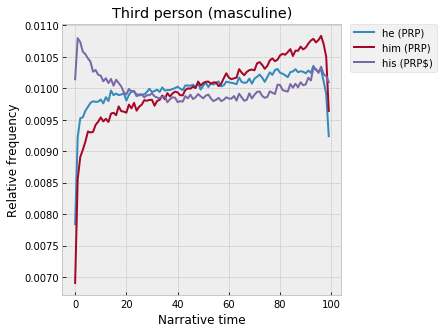 Third person (masculine)
he (PRP)
him (PRP)
his (PRP$)
0.0110
0.0105
0.0100
0.0095
0.0090
0.0085
0.0080
0.0075
0.0070
Relative frequency
0 20 40 60 80 100
Narrative time